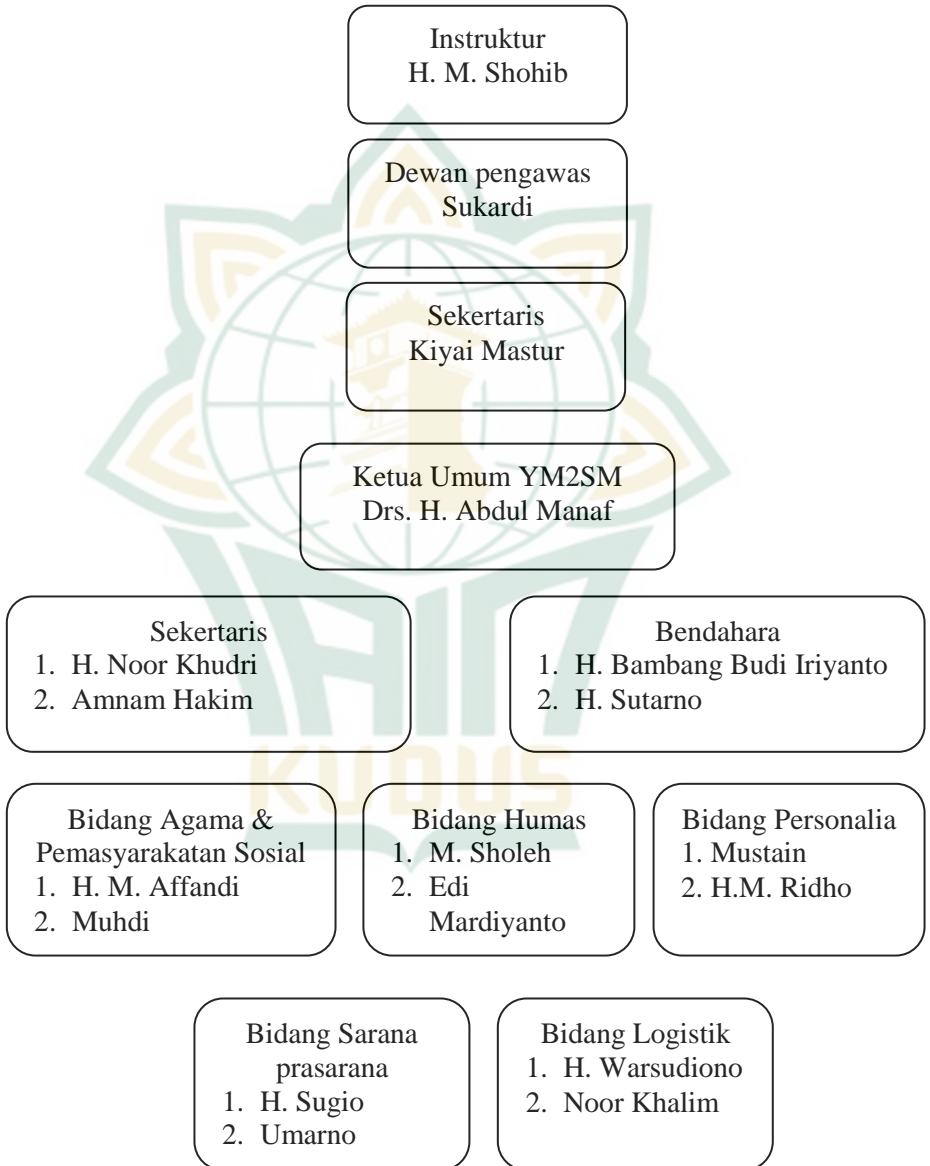 Instruktur
H. M. Shohib
Dewan pengawas
Sukardi
Sekertaris
Kiyai Mastur
Ketua Umum YM2SM
Drs. H. Abdul Manaf
Sekertaris
1. H. Noor Khudri
2. Amnam Hakim
Bendahara
1. H. Bambang Budi Iriyanto
2. H. Sutarno
Bidang Agama &
Pemasyarakatan Sosial
1. H. M. Affandi
2. Muhdi
Bidang Humas
1. M. Sholeh
2. Edi
Mardiyanto
Bidang Personalia
1. Mustain
2. H.M. Ridho
Bidang Sarana
prasarana
1. H. Sugio
2. Umarno
Bidang Logistik
1. H. Warsudiono
2. Noor Khalim
IAIN
KUDUS